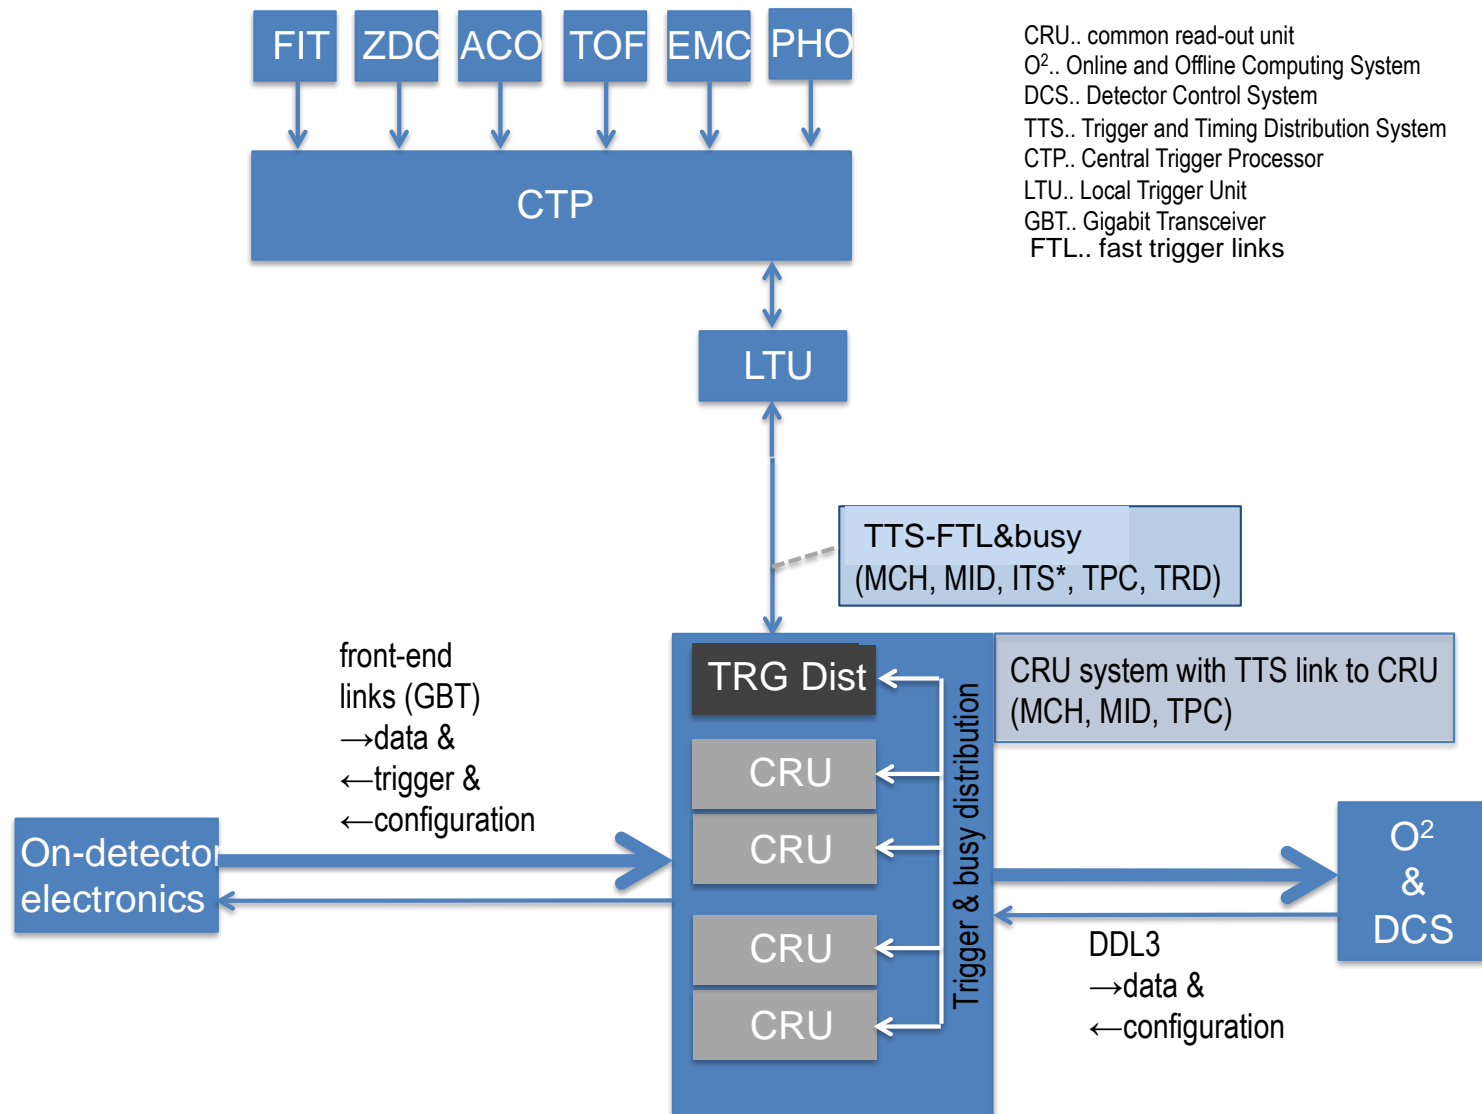 FIT ZDC ACO TOF EMC PHO
CRU.. common read-out unit
O².. Online and Offline Computing System
DCS.. Detector Control System
TTS.. Trigger and Timing Distribution System
CTP.. Central Trigger Processor
LTU.. Local Trigger Unit
GBT.. Gigabit Transceiver
FTL.. fast trigger links
CTP
LTU
TTS-FTL&busy
(MCH, MID, ITS*, TPC, TRD)
front-end
links (GBT)
→data &
←trigger &
←configuration
TRG Dist
CRU
CRU
CRU
CRU
Trigger & busy distribution
CRU system with TTS link to CRU
(MCH, MID, TPC)
On-detector
electronics
O²
&
DCS
DDL3
→data &
←configuration